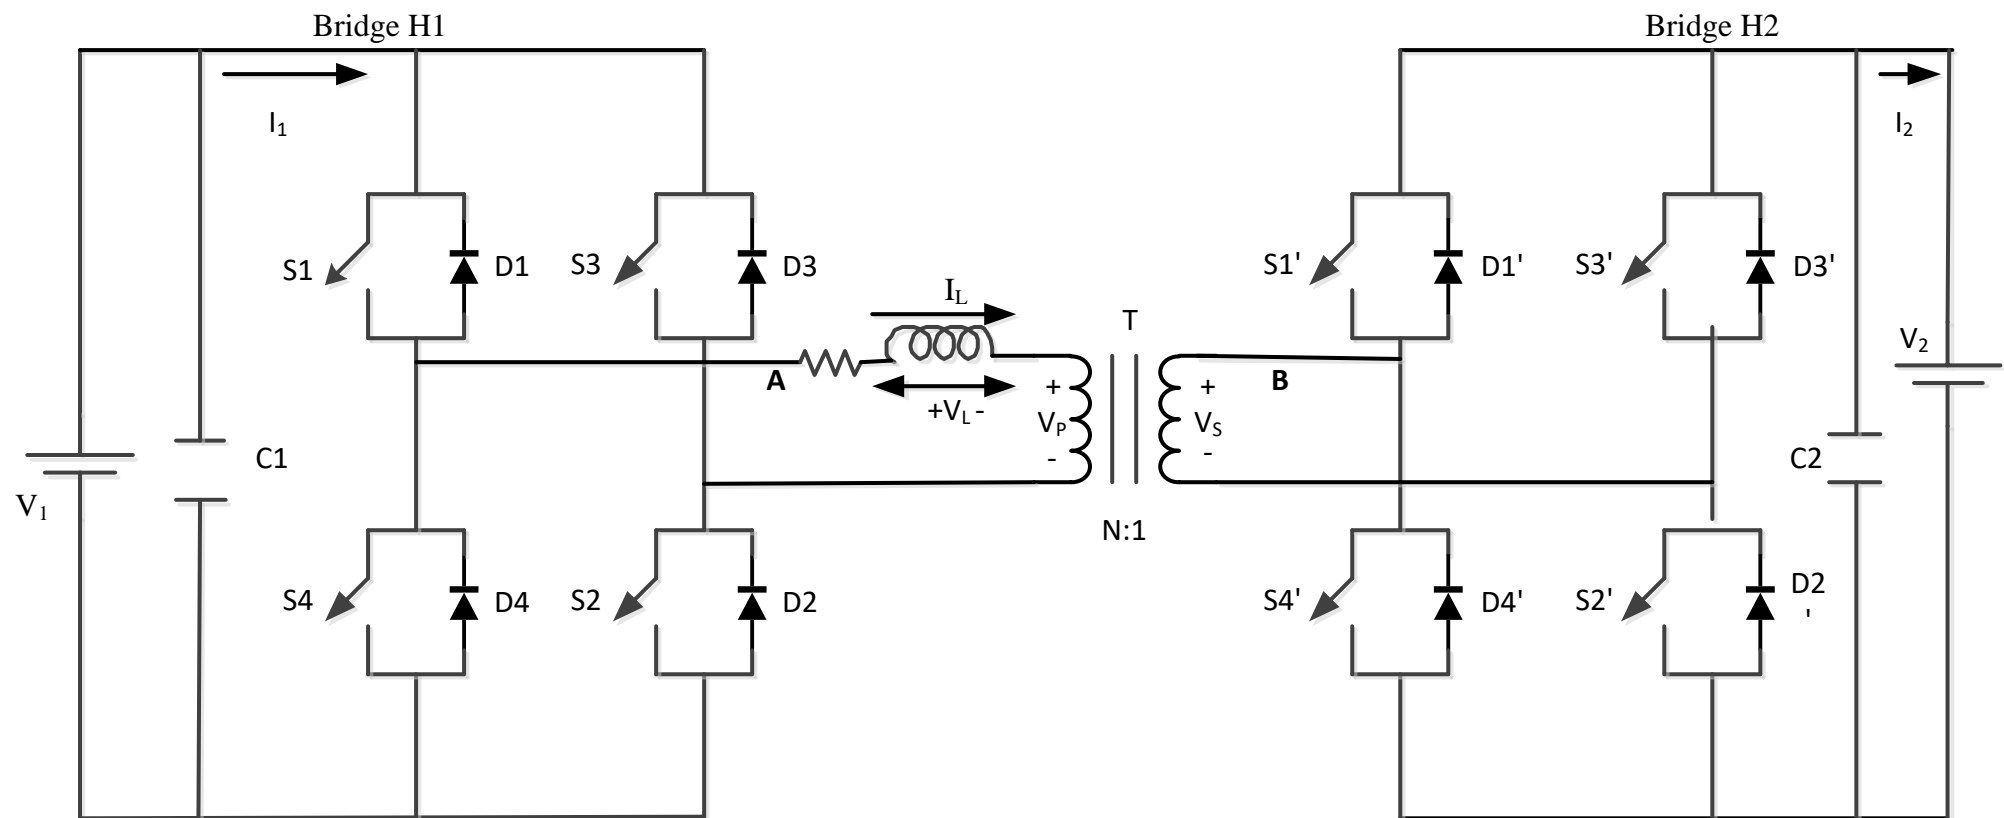 Bridge H1
Bridge H2
I1
I2
S1
D1
S3
D3
S1'
D1'
S3'
D3'
IL
T
V2
A
B
+VL -
+
VP
-
+
VS
-
C1
C2
V1
N:1
S4
D4
S2
D2
S4'
D4'
S2'
D2
'